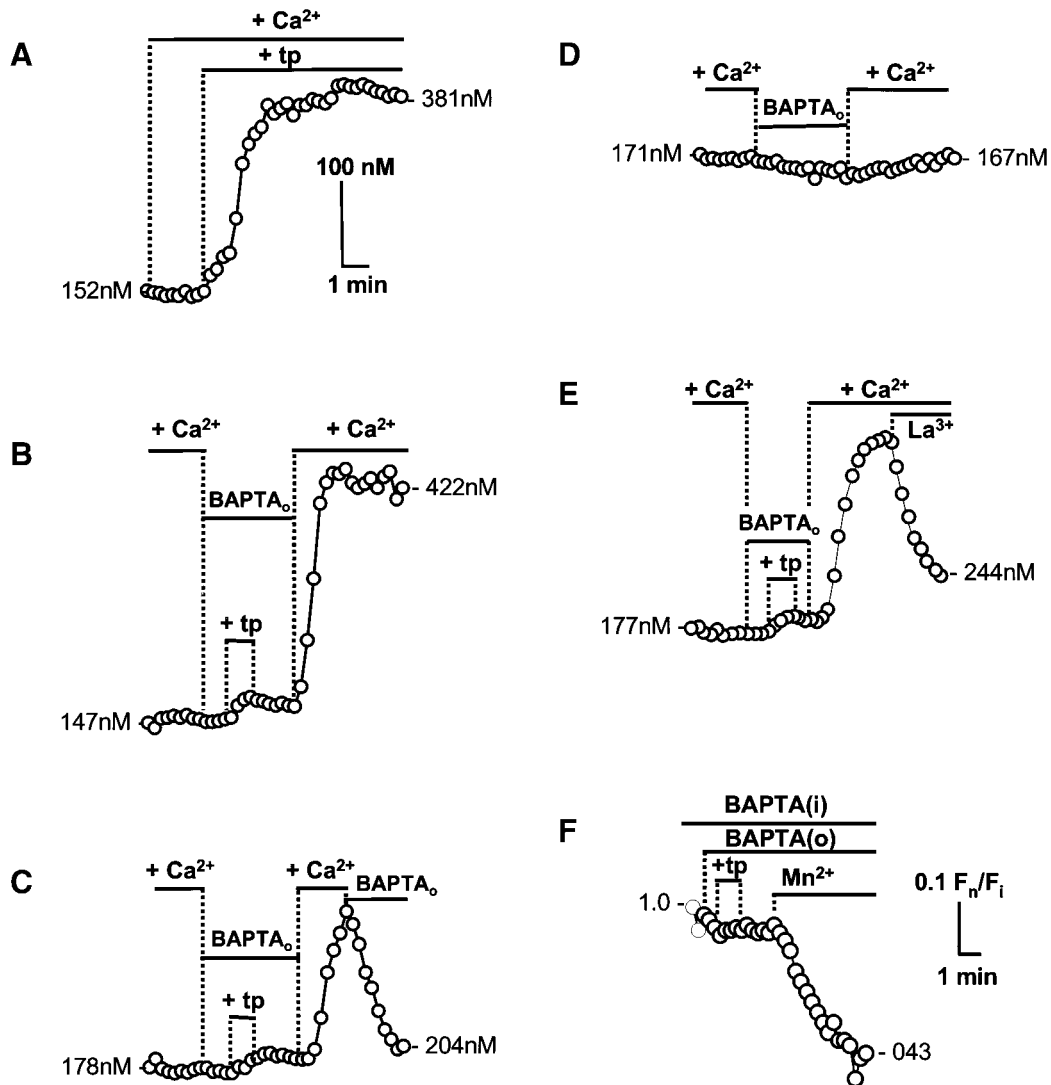 A
+ Ca²⁺
+ tp
381nM
100 nM
1 min
152nM
B
+ Ca²⁺
+ Ca²⁺
BAPTAₒ
+ tp
422nM
147nM
C
+ Ca²⁺
+ Ca²⁺
BAPTAₒ
BAPTAₒ
+ tp
204nM
178nM
D
+ Ca²⁺
+ Ca²⁺
BAPTAₒ
171nM
167nM
E
+ Ca²⁺
+ Ca²⁺
La³⁺
BAPTAₒ
+ tp
244nM
177nM
F
BAPTA(i)
BAPTA(o)
+tp
Mn²⁺
1.0
0.1 Fₙ/Fᵢ
1 min
043